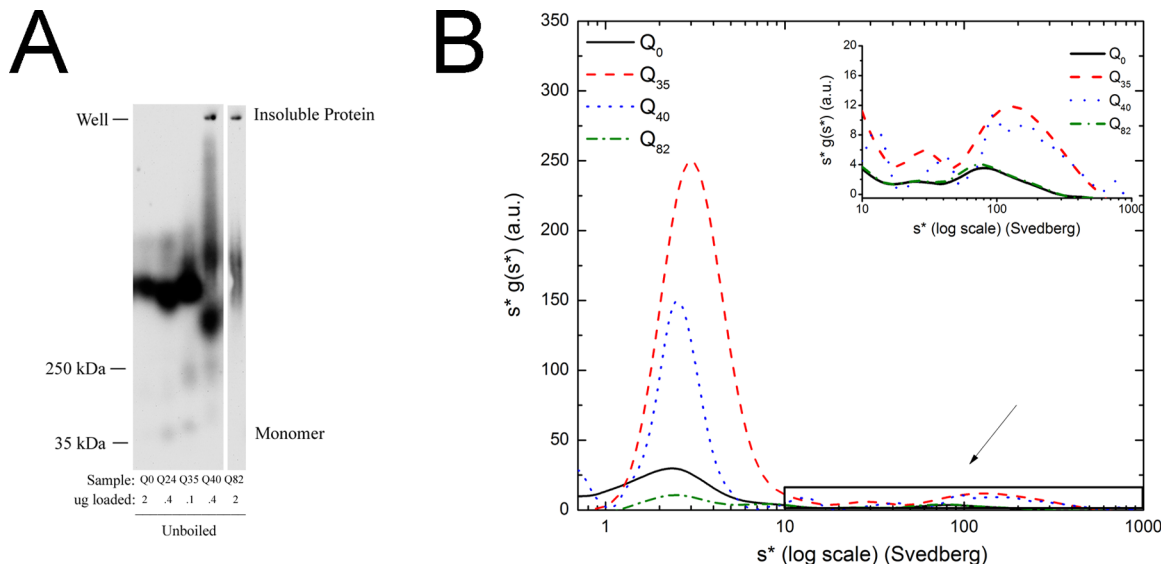 A
Well
Insoluble Protein
250 kDa
Monomer
35 kDa
Sample: Q0 Q24 Q35 Q40 Q82
ug loaded: 2 .4 .1 .4 2
Unboiled
B
350
300
250
200
150
100
50
0
s* g(s*) (a.u.)
1 10 100 1000
s* (log scale) (Svedberg)
Q0
Q35
Q40
Q82
20
16
12
8
4
0
s* g(s*) (a.u.)
10 100 1000
s* (log scale) (Svedberg)
Q0
Q35
Q40
Q82